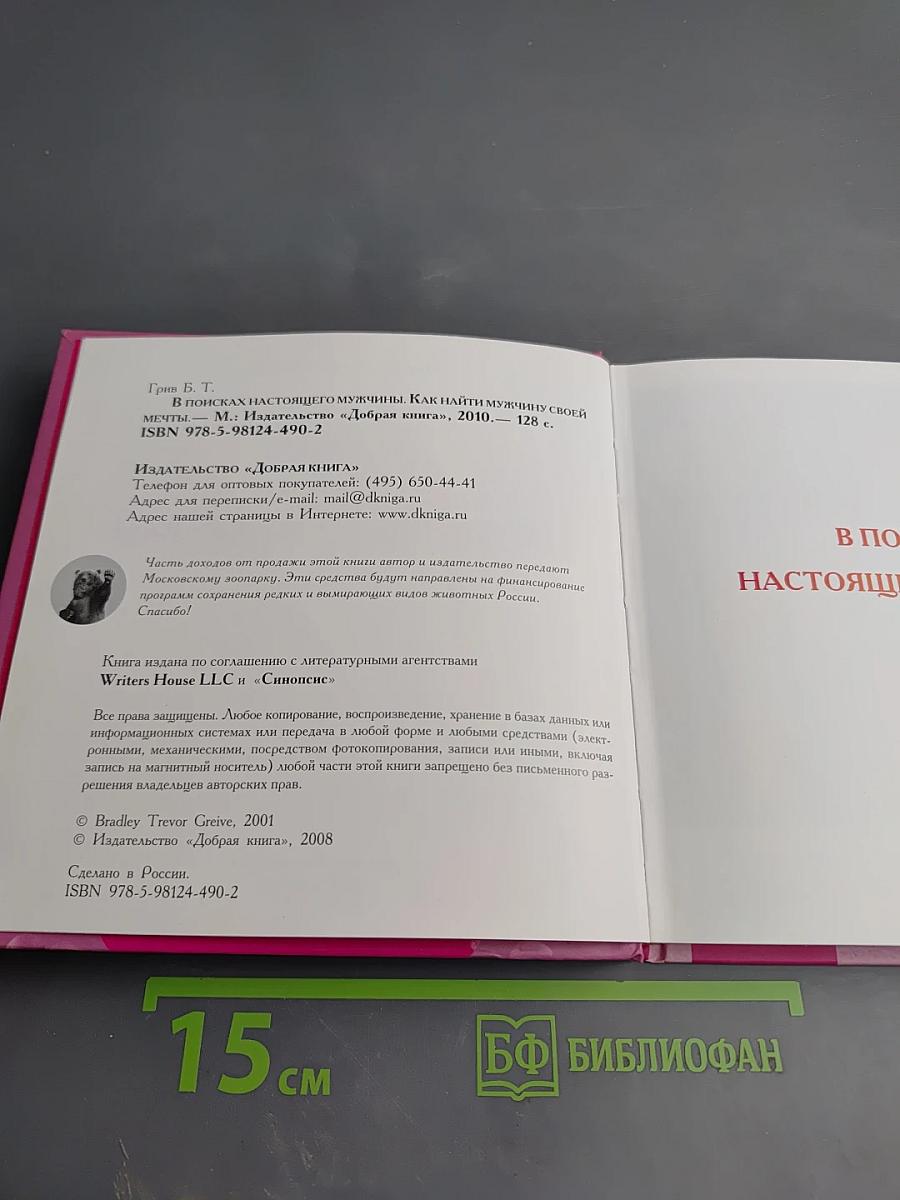 Грив Б. Т.
В поисках настоящего мужчины. Как найти мужчину своей
мечты.— М.: Издательство «Добрая книга», 2010.— 128 с.
ISBN 978-5-98124-490-2
Издательство «Добрая книга»
Телефон для оптовых покупателей: (495) 650-44-41
Адрес для переписки/e-mail: mail@dkniga.ru
Адрес нашей страницы в Интернете: www.dkniga.ru
Часть доходов от продажи этой книги автор и издательство передают
Московскому зоопарку. Эти средства будут направлены на финансирование
программ сохранения редких и вымирающих видов животных России.
Спасибо!
Книга издана по соглашению с литературными агентствами
Writers House LLC и «Синопсис»
Все права защищены. Любое копирование, воспроизведение, хранение в базах данных или
информационных системах или передача в любой форме и любыми средствами (элект-
ронными, механическими, посредством фотокопирования, записи или иными, включая
запись на магнитный носитель) любой части этой книги запрещено без письменного раз-
решения владельцев авторских прав.
© Bradley Trevor Greive, 2001
© Издательство «Добрая книга», 2008
Сделано в России.
ISBN 978-5-98124-490-2
В ПО
НАСТОЯЩ
15 см
БФ БИБЛИОФАН